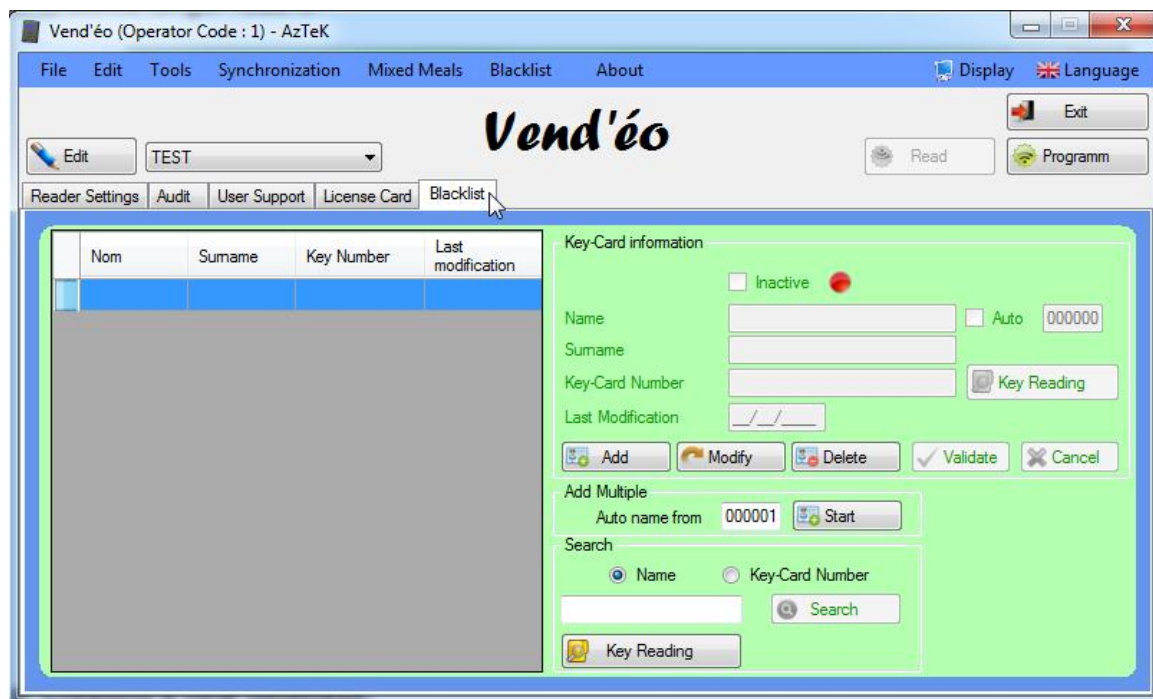 Vend'éo (Operator Code : 1) - AzTeK
File Edit Tools Synchronization Mixed Meals Blacklist About Display Language
Vend'éo
Exit
Edit TEST Read Programm
Reader Settings Audit User Support License Card Blacklist
Nom Surname Key Number Last modification
Key-Card information
Inactive
Name Auto 000000
Surname
Key-Card Number Key Reading
Last Modification __/__/____
Add Modify Delete Validate Cancel
Add Multiple
Auto name from 000001 Start
Search
Name Key-Card Number
Search
Key Reading